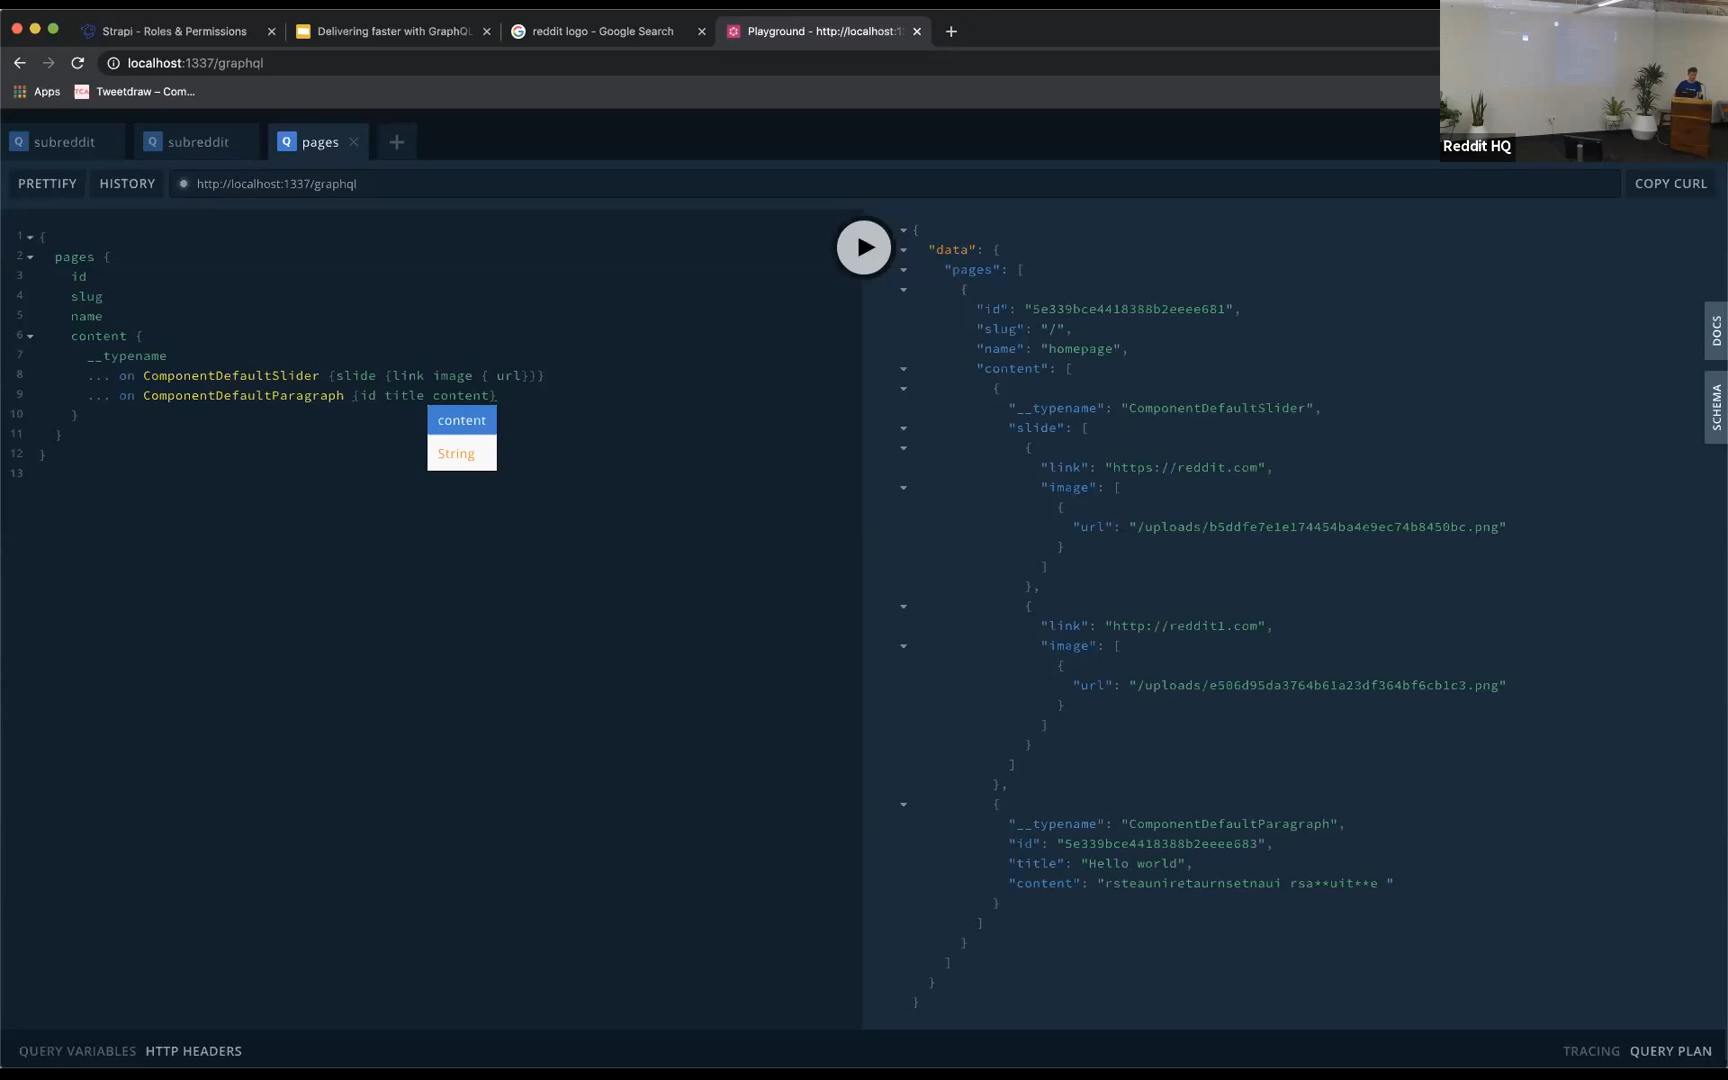 Strapi - Roles & Permissions
Delivering faster with GraphQL
reddit logo - Google Search
Playground - http://localhost:1
localhost:1337/graphql
Apps
TCA
Tweetdraw – Com...
Reddit HQ
Q subreddit
Q subreddit
Q pages
PRETTIFY
HISTORY
http://localhost:1337/graphql
COPY CURL
1 {
2 pages {
3 id
4 slug
5 name
6 content {
7 __typename
8 ... on ComponentDefaultSlider {slide {link image { url}}}
9 ... on ComponentDefaultParagraph {id title content}
10 }
11 }
12 }
13
content
String
{
"data": {
"pages": [
{
"id": "5e339bce4418388b2eeee681",
"slug": "/",
"name": "homepage",
"content": [
{
"__typename": "ComponentDefaultSlider",
"slide": [
{
"link": "https://reddit.com",
"image": [
{
"url": "/uploads/b5ddfe7e1e174454ba4e9ec74b8450bc.png"
}
]
},
{
"link": "http://reddit1.com",
"image": [
{
"url": "/uploads/e506d95da3764b61a23df364bf6cb1c3.png"
}
]
}
]
},
{
"__typename": "ComponentDefaultParagraph",
"id": "5e339bce4418388b2eeee683",
"title": "Hello world",
"content": "rsteauniretaurnsetnaui rsa**uit**e "
}
]
}
]
}
}
DOCS
SCHEMA
QUERY VARIABLES
HTTP HEADERS
TRACING
QUERY PLAN